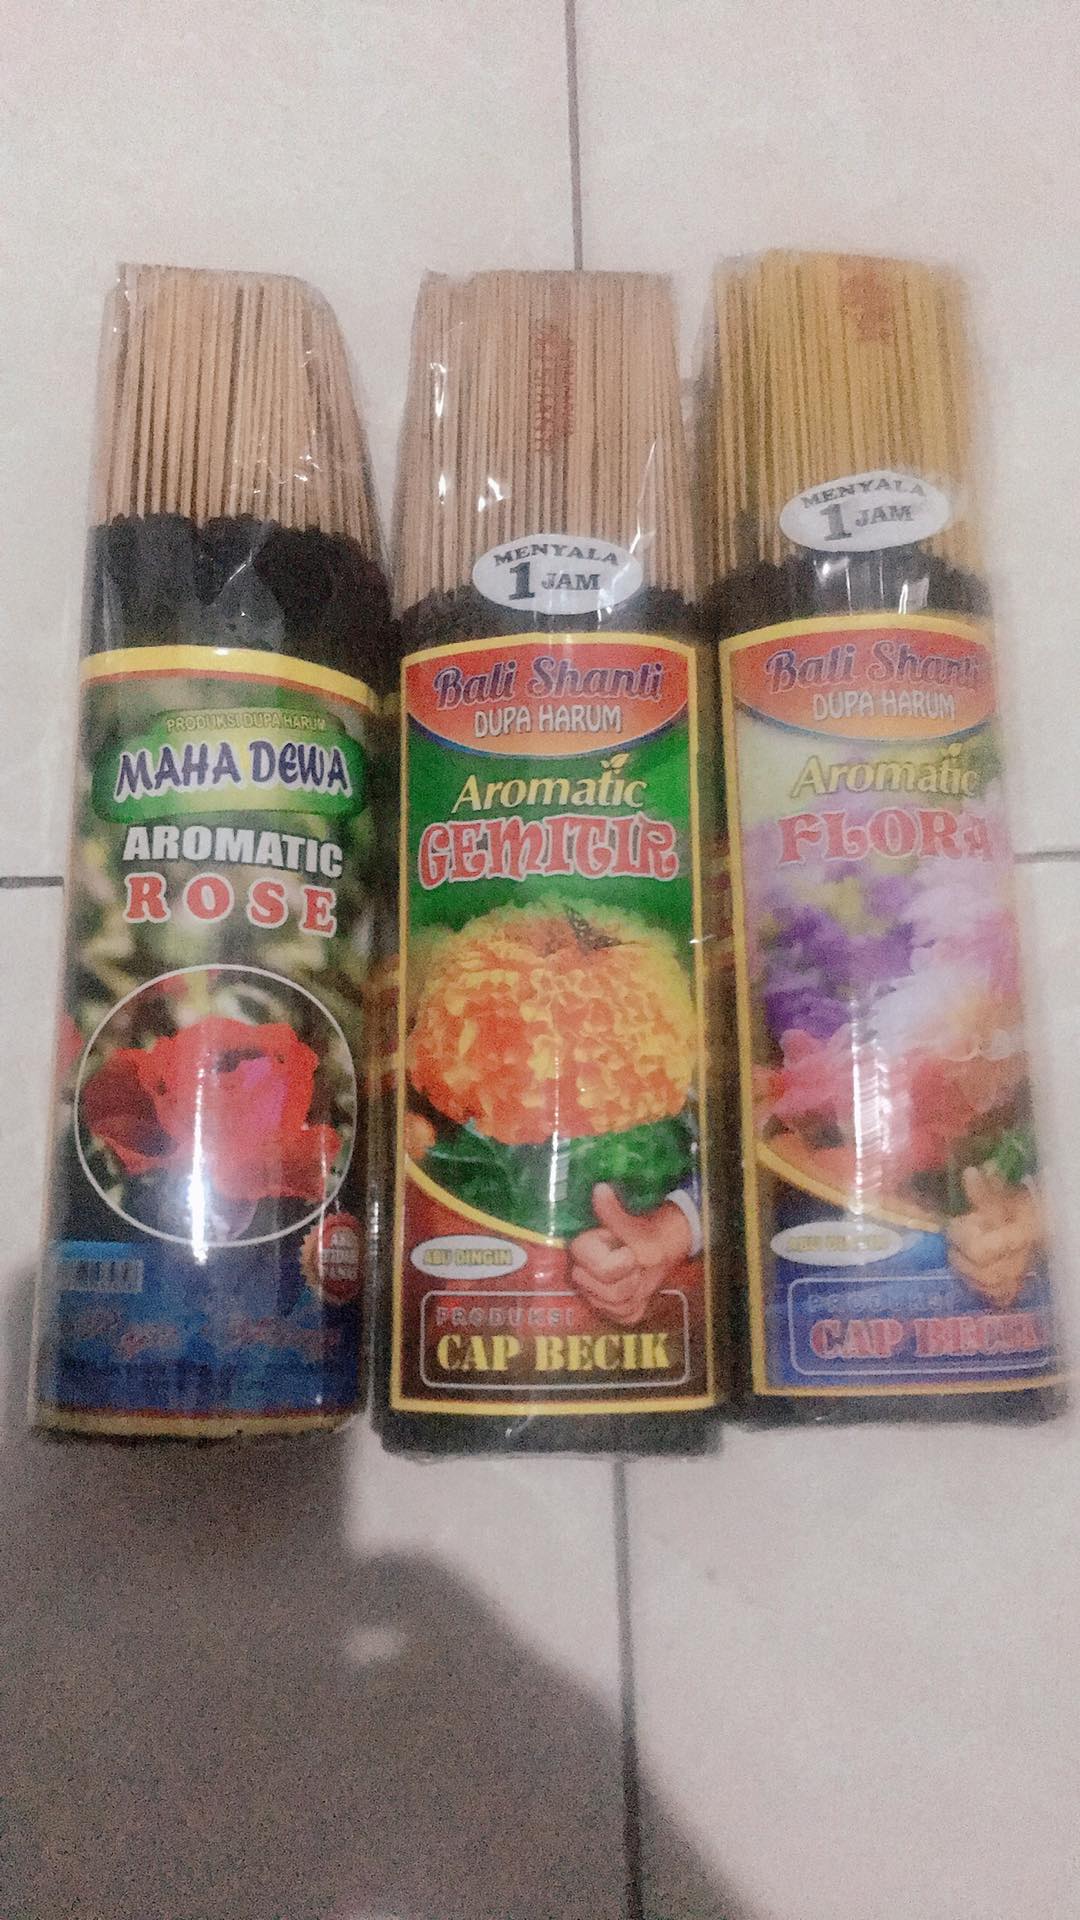 PRODUKSI DUPA HARUM
MAHA DEWA
AROMATIC
ROSE
MENYALA
1 JAM
Bali Shanti
DUPA HARUM
Aromatic
GEMITIR
ABU DINGIN
PRODUKSI
CAP BECIK
MENYALA
1 JAM
Bali Shanti
DUPA HARUM
Aromatic
FLORA
PRODUKSI
CAP BECIK